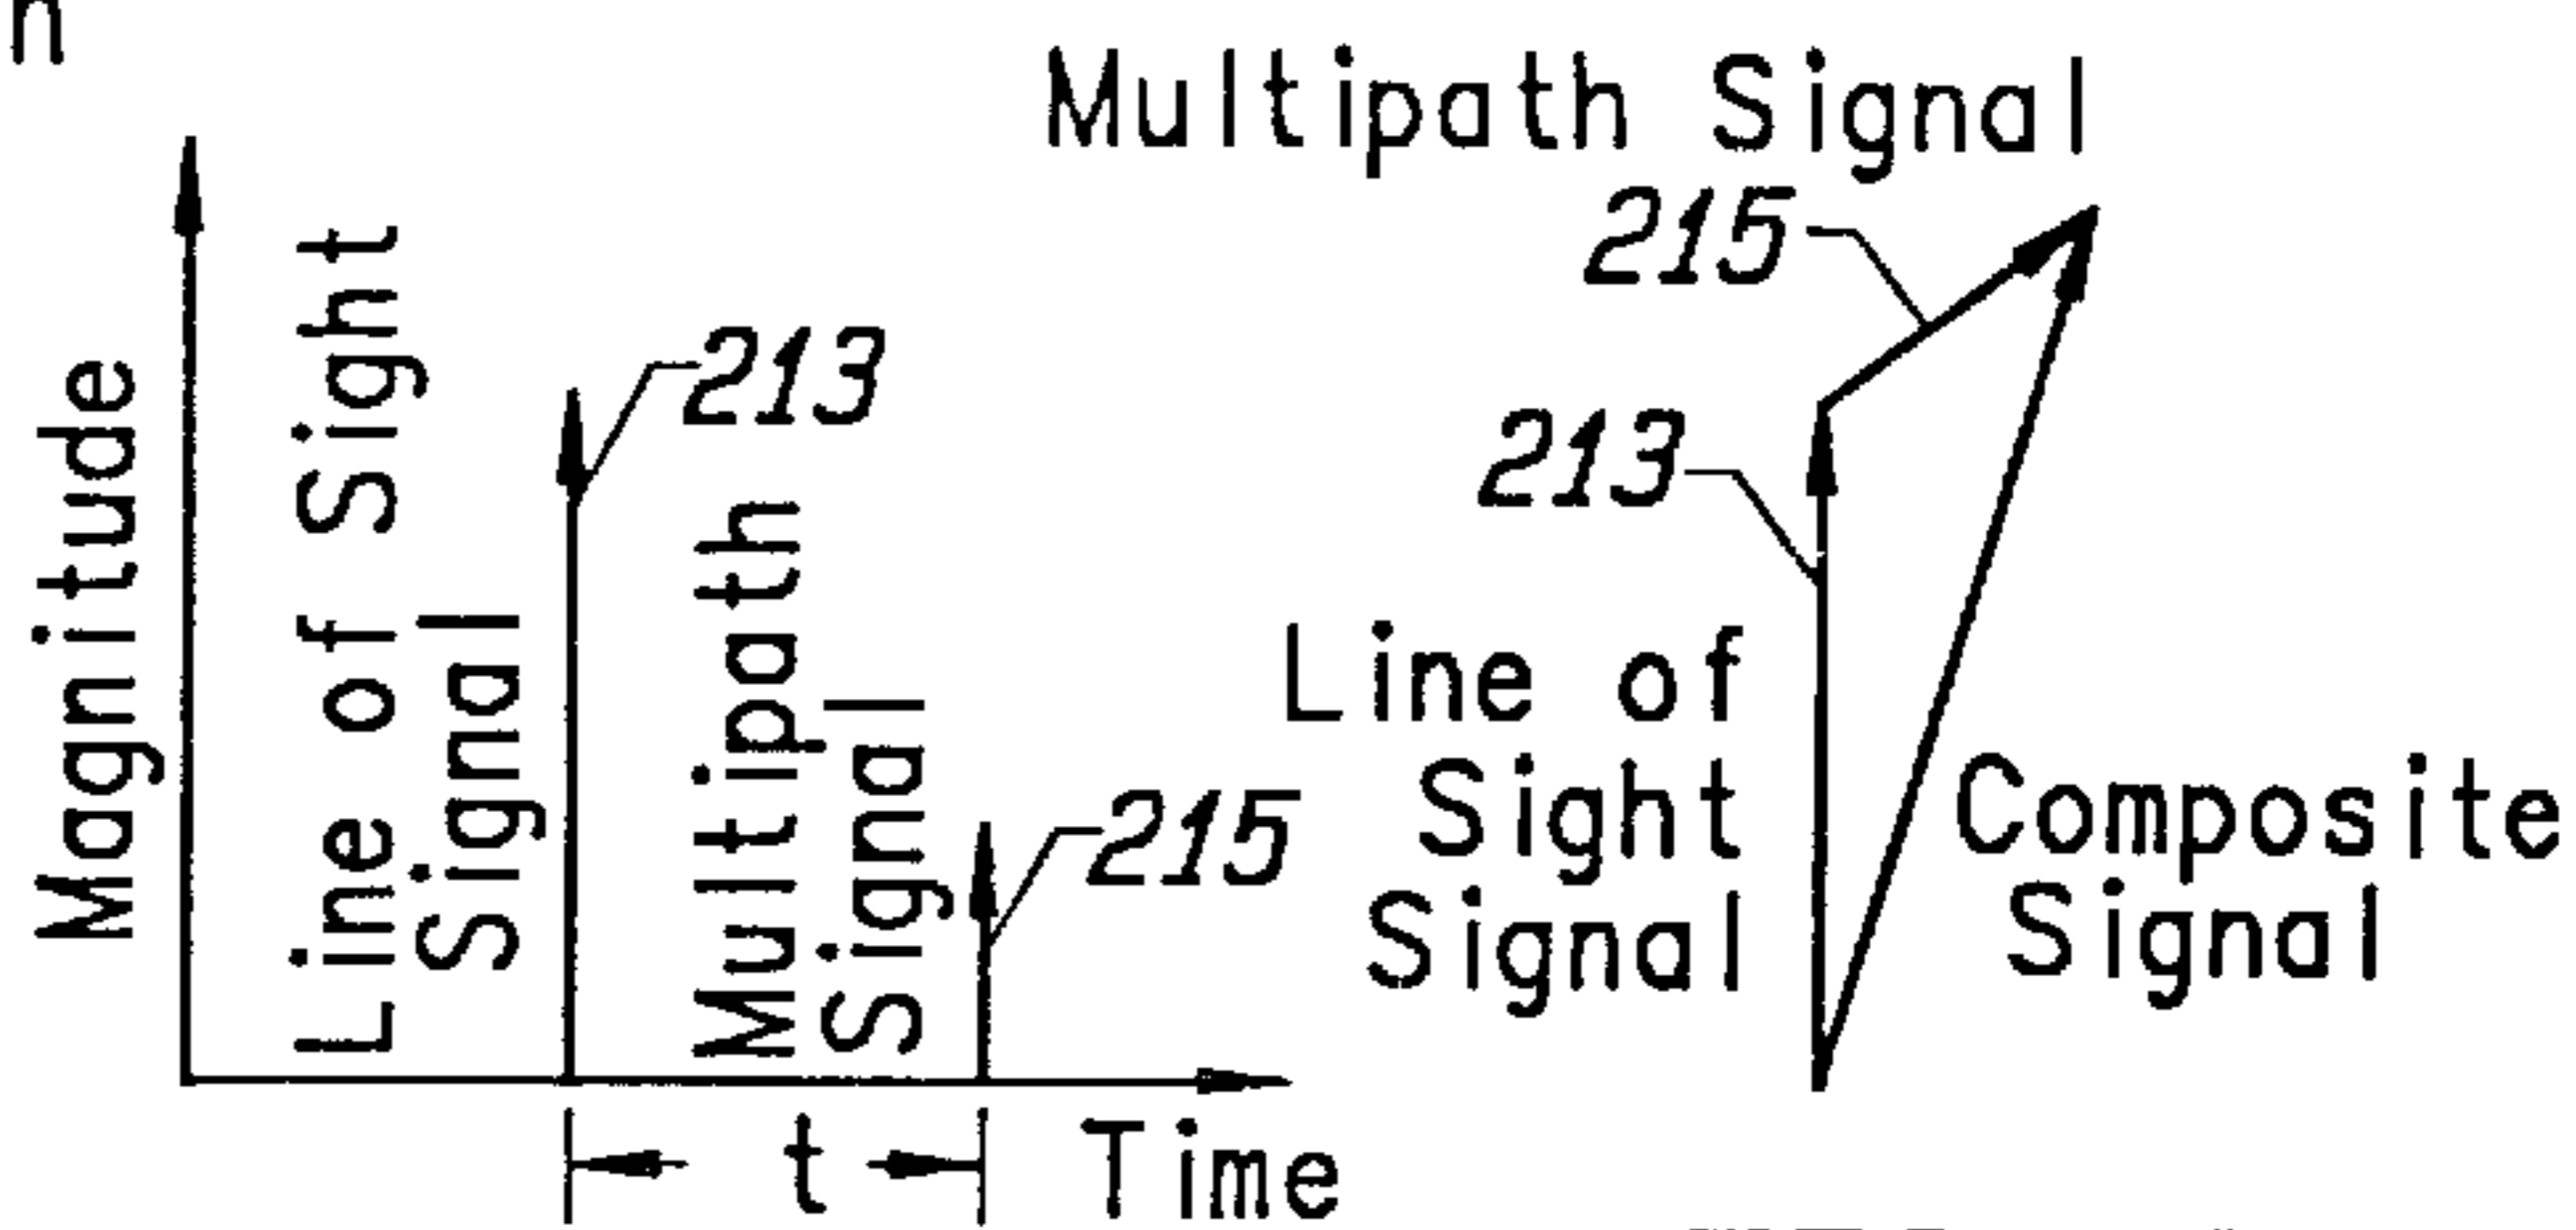 n
Magnitude
Line of Sight
Signal
213
Multipath
Signal
215
t
Time
Multipath Signal
215
213
Line of
Sight
Signal
Composite
Signal